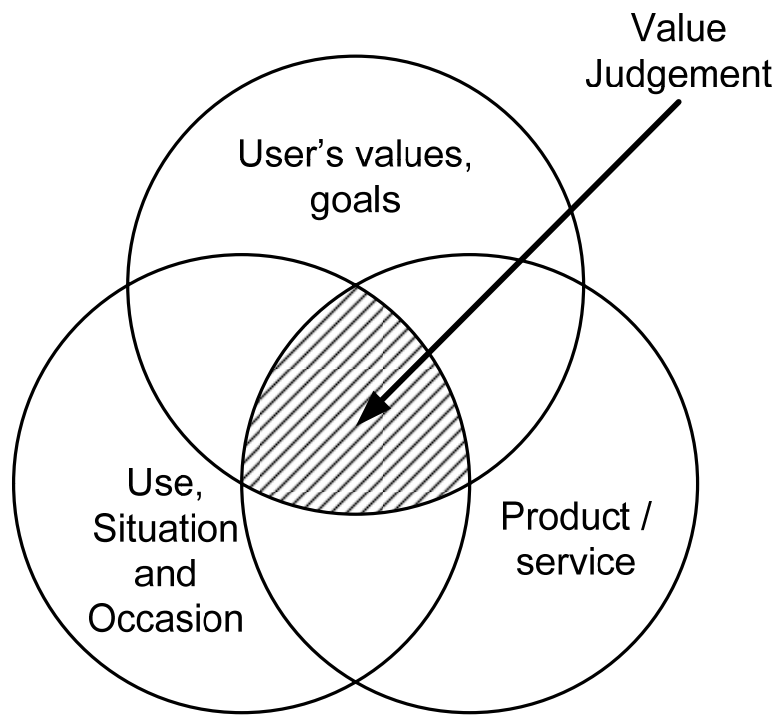 Value
Judgement
User’s values,
goals
Use,
Situation
and
Occasion
Product /
service